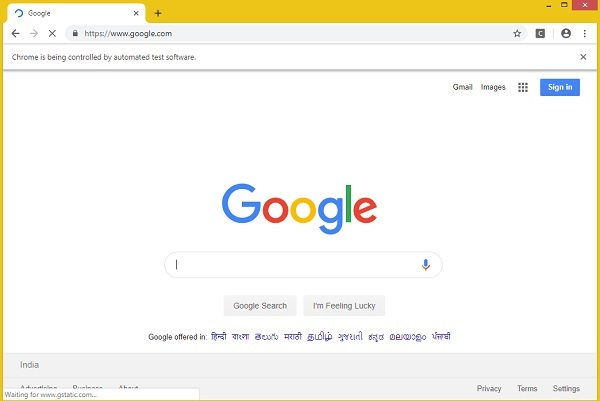 Google
https://www.google.com
Chrome is being controlled by automated test software.
Gmail Images Sign in
Google
Google Search I'm Feeling Lucky
Google offered in: हिन्दी বাংলা తెలుగు मराठी தமிழ் ગુજરાતી ಕನ್ನಡ മലയാളം ਪੰਜਾਬੀ
India
Advertising Business About Privacy Terms Settings
Waiting for www.gstatic.com...